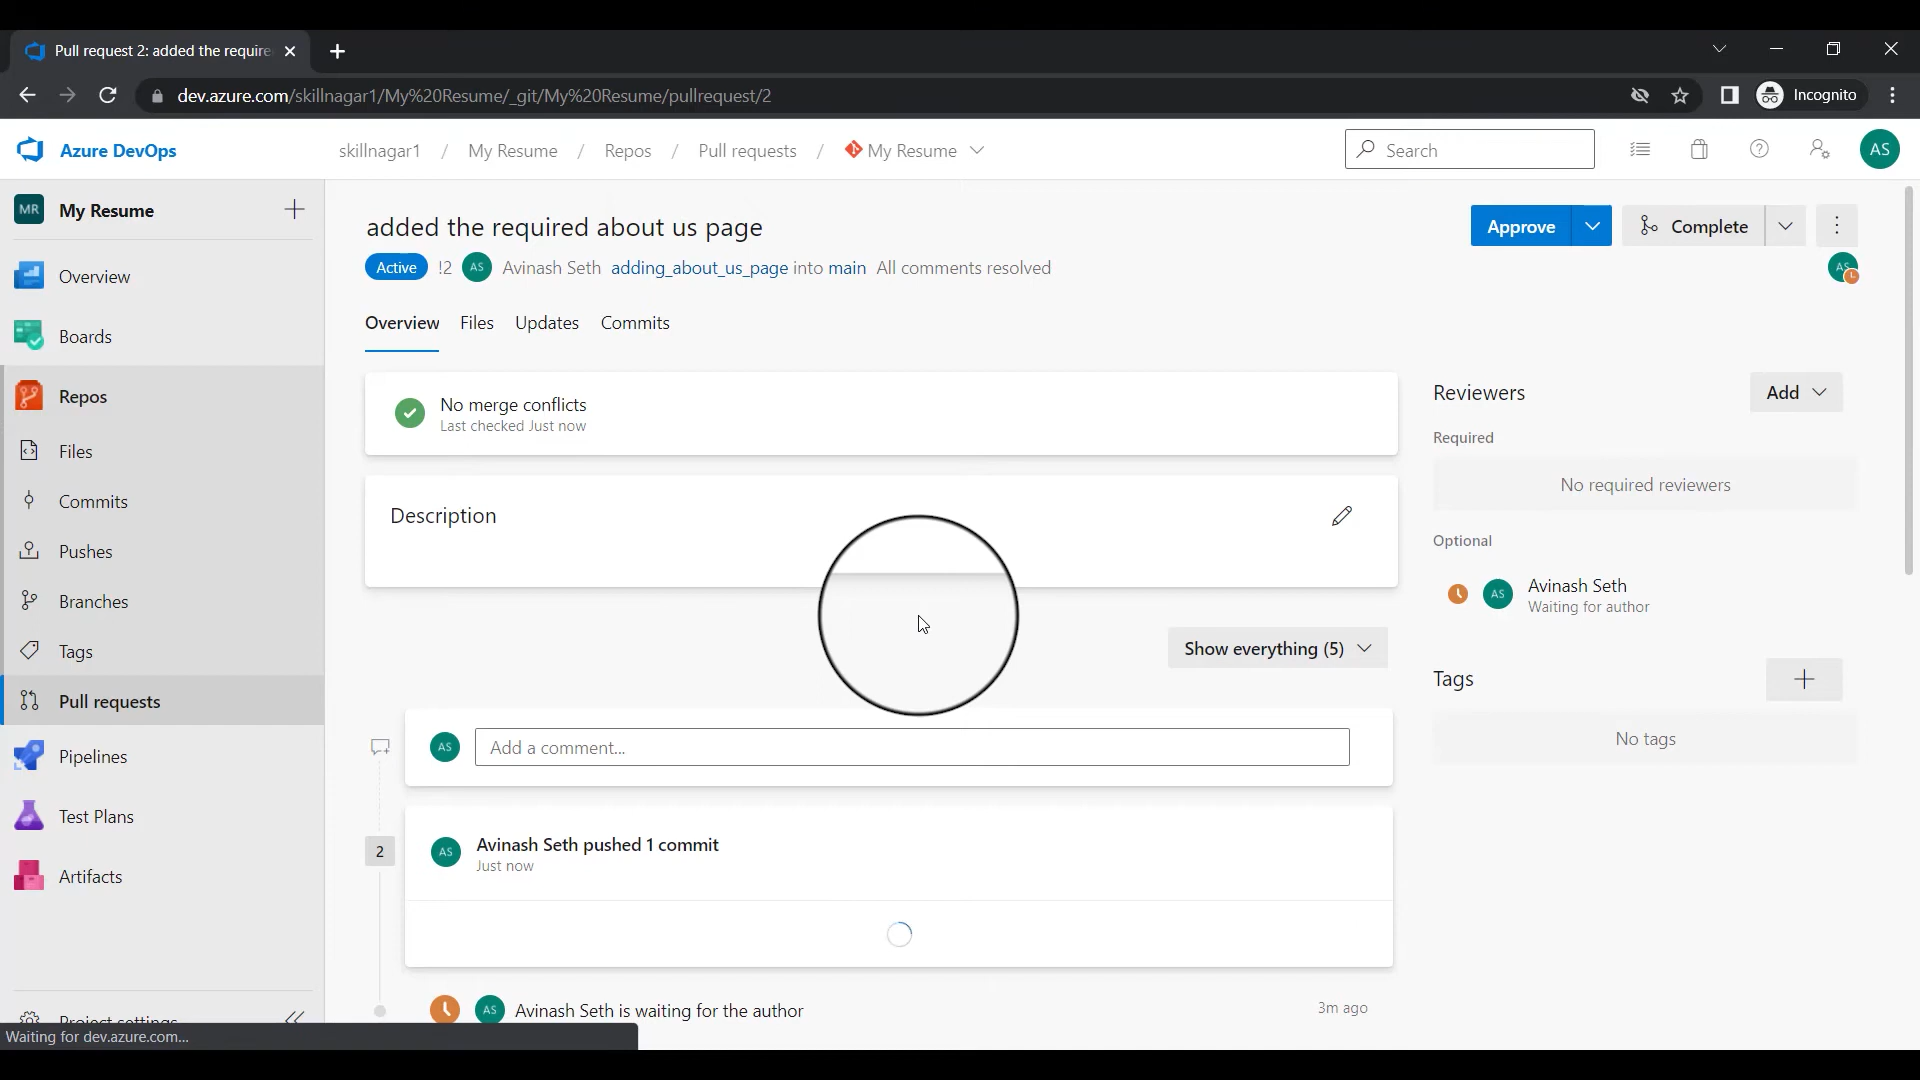 Pull request 2: added the require
dev.azure.com/skillnagar1/My%20Resume/_git/My%20Resume/pullrequest/2
Incognito
Azure DevOps
skillnagar1 / My Resume / Repos / Pull requests / My Resume
Search
AS
MR My Resume
Overview
Boards
Repos
Files
Commits
Pushes
Branches
Tags
Pull requests
Pipelines
Test Plans
Artifacts
Project settings
Waiting for dev.azure.com...
added the required about us page
Approve
Complete
Active !2 AS Avinash Seth adding_about_us_page into main All comments resolved
AS
Overview Files Updates Commits
No merge conflicts
Last checked Just now
Description
Show everything (5)
AS Add a comment...
2 AS Avinash Seth pushed 1 commit
Just now
AS Avinash Seth is waiting for the author 3m ago
Reviewers Add
Required
No required reviewers
Optional
AS Avinash Seth
Waiting for author
Tags
No tags